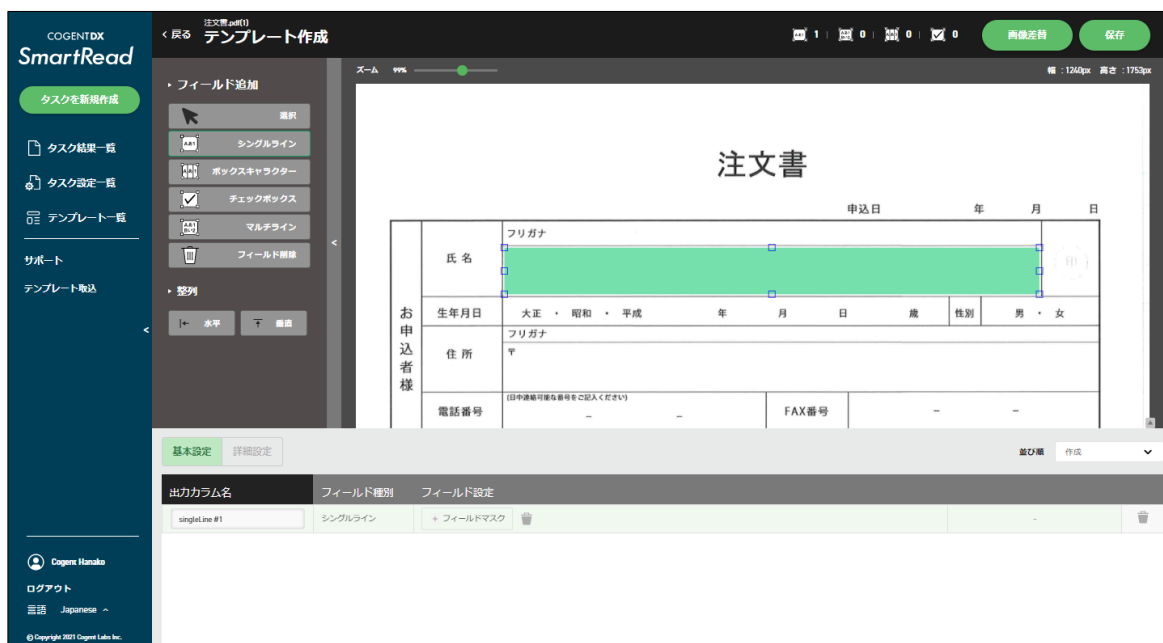 COGENTDX
SmartRead
タスクを新規作成
タスク結果一覧
タスク設定一覧
テンプレート一覧
サポート
テンプレート取込
<
Cogent Hanako
ログアウト
言語 Japanese
© Copyright 2021 Cogent Labs Inc.
< 戻る
注文書.pdf(1)
テンプレート作成
1 | 0 | 0 | 0
画像差替
保存
フィールド追加
選択
シングルライン
ボックスキャラクター
チェックボックス
マルチライン
フィールド削除
整列
水平
垂直
<
ズーム 99%
幅 : 1240px 高さ : 1753px
注文書
申込日 年 月 日
お申込者様
フリガナ
氏 名
印
生年月日 大正 ・ 昭和 ・ 平成 年 月 日 歳 性別 男 ・ 女
フリガナ
住 所 〒
(日中連絡可能な番号をご記入ください)
電話番号 – – FAX番号 – –
基本設定 詳細設定
並び順 作成
出力カラム名 フィールド種別 フィールド設定
singleLine #1 シングルライン + フィールドマスク -